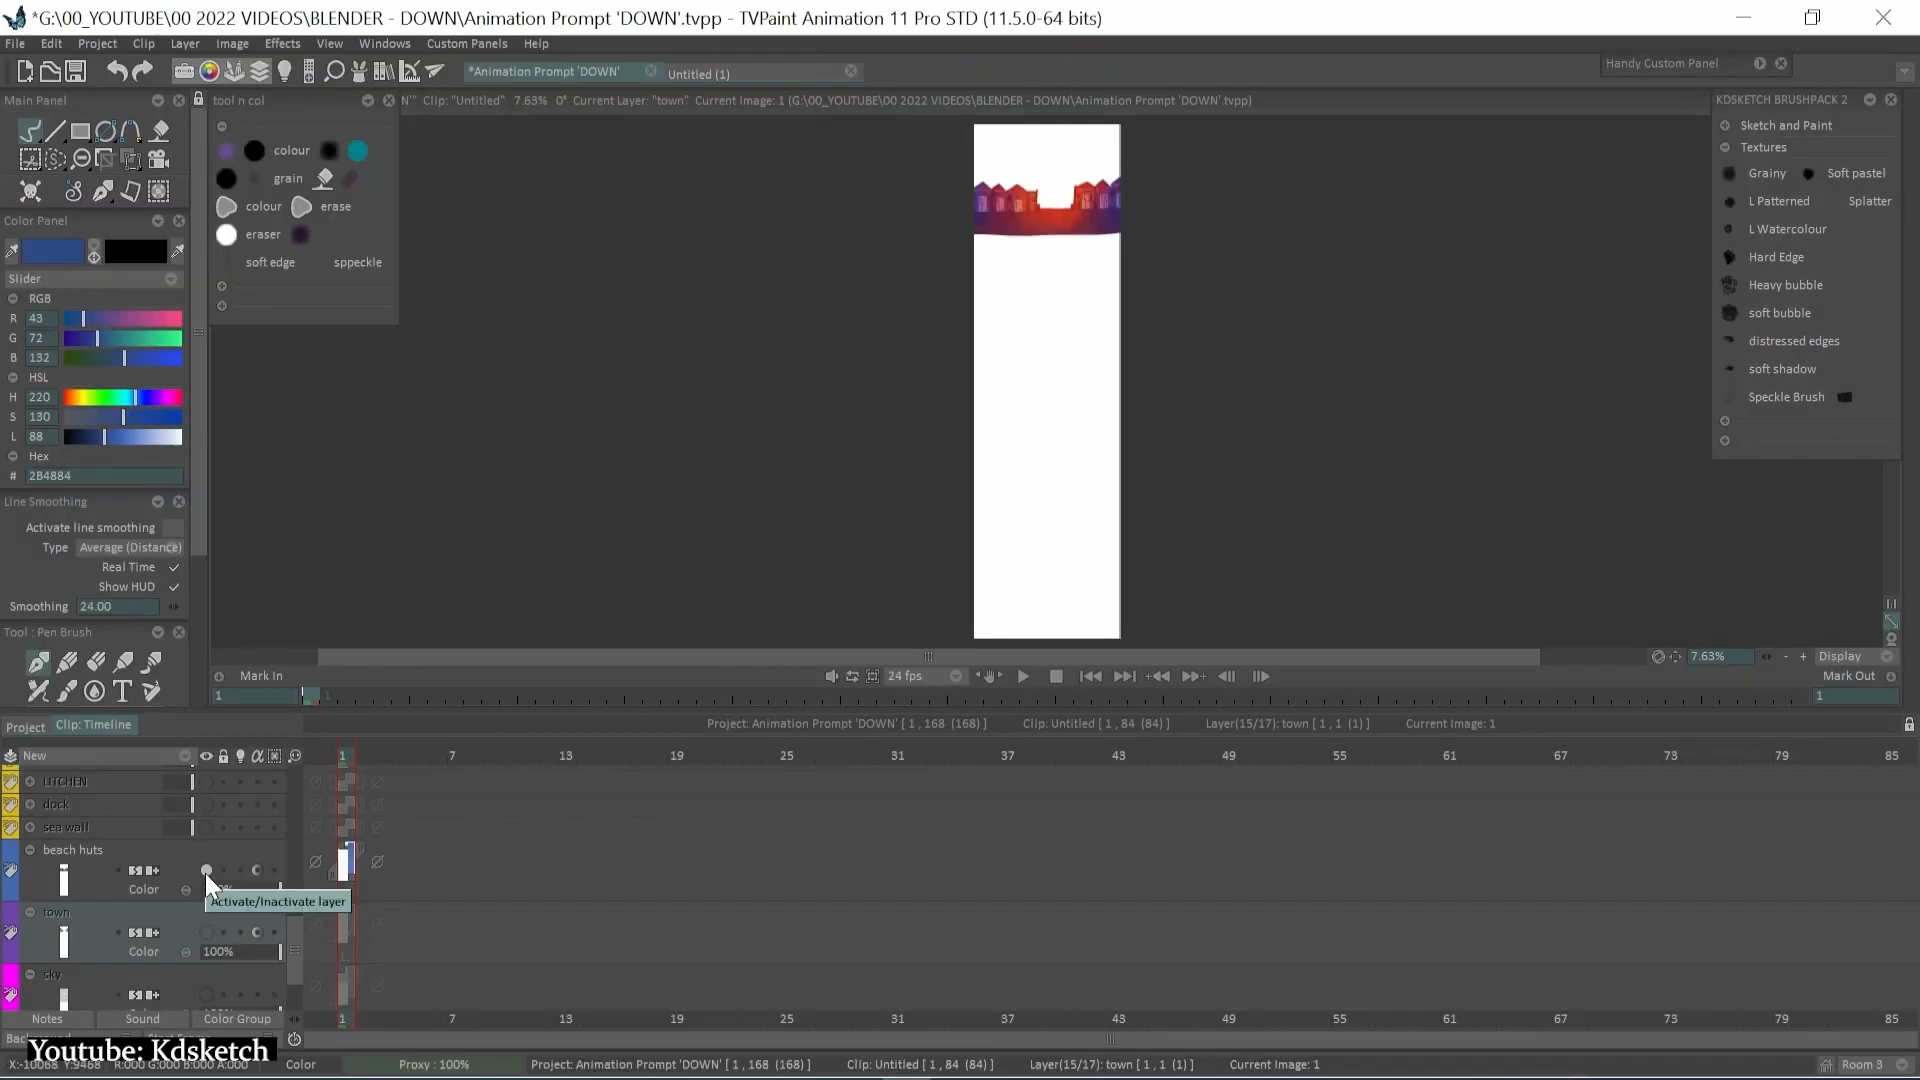 *G:\00_YOUTUBE\00 2022 VIDEOS\BLENDER - DOWN\Animation Prompt 'DOWN'.tvpp - TVPaint Animation 11 Pro STD (11.5.0-64 bits)
File Edit Project Clip Layer Image Effects View Windows Custom Panels Help
*Animation Prompt 'DOWN' Untitled (1) Handy Custom Panel
Main Panel tool n col N'" Clip: "Untitled" 7.63% 0° Current Layer: "town" Current Image: 1 (G:\00_YOUTUBE\00 2022 VIDEOS\BLENDER - DOWN\Animation Prompt 'DOWN'.tvpp) KDSKETCH BRUSHPACK 2
Sketch and Paint
Textures
colour
grain Grainy Soft pastel
colour erase L Patterned Splatter
Color Panel
eraser L Watercolour
soft edge sppeckle Hard Edge
Slider
Heavy bubble
RGB
R 43 soft bubble
G 72 distressed edges
B 132 soft shadow
HSL
H 220 Speckle Brush
S 130
L 88
Hex
# 2B4884
Line Smoothing
Activate line smoothing
Type Average (Distance)
Real Time
Show HUD
Smoothing 24.00
Tool : Pen Brush
7.63% - + Display
Mark In 24 fps Mark Out
1 1 1
Project Clip: Timeline Project: Animation Prompt 'DOWN' [ 1 , 168 (168) ] Clip: Untitled [ 1 , 84 (84) ] Layer(15/17): town [ 1 , 1 (1) ] Current Image: 1
New 1 7 13 19 25 31 37 43 49 55 61 67 73 79 85
LITCHEN
dock
sea wall
beach huts
Color
Activate/Inactivate layer
town
Color 100%
sky
Notes Sound Color Group 1 7 13 19 25 31 37 43 49 55 61 67 73 79 85
Youtube: Kdsketch
X:-10068 Y:9468 R:000 G:000 B:000 A:000 Color Proxy : 100% Project: Animation Prompt 'DOWN' [ 1 , 168 (168) ] Clip: Untitled [ 1 , 84 (84) ] Layer(15/17): town [ 1 , 1 (1) ] Current Image: 1 Room 3